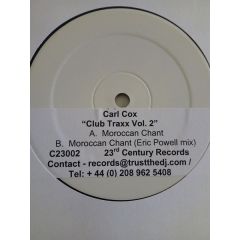 Carl Cox
"Club Traxx Vol. 2"
A. Moroccan Chant
B. Moroccan Chant (Eric Powell mix)
C23002 23rd Century Records
Contact - records@trustthedj.com /
Tel: + 44 (0) 208 962 5408